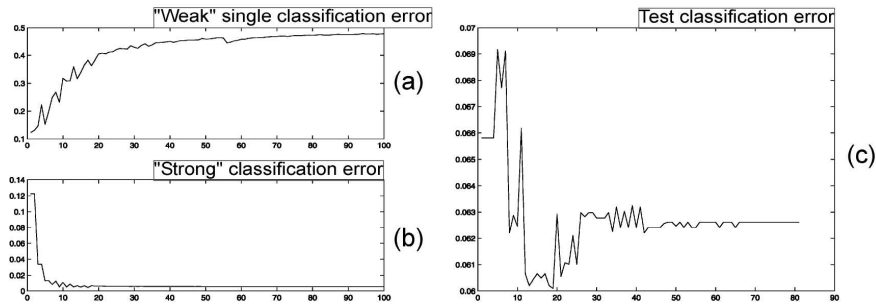 "Weak" single classification error
0.5
0.4
0.3
0.2
0.1
0 10 20 30 40 50 60 70 80 90 100
(a)
"Strong" classification error
0.14
0.12
0.1
0.08
0.06
0.04
0.02
0
0 10 20 30 40 50 60 70 80 90 100
(b)
Test classification error
0.07
0.069
0.068
0.067
0.066
0.065
0.064
0.063
0.062
0.061
0.06
0 10 20 30 40 50 60 70 80 90
(c)